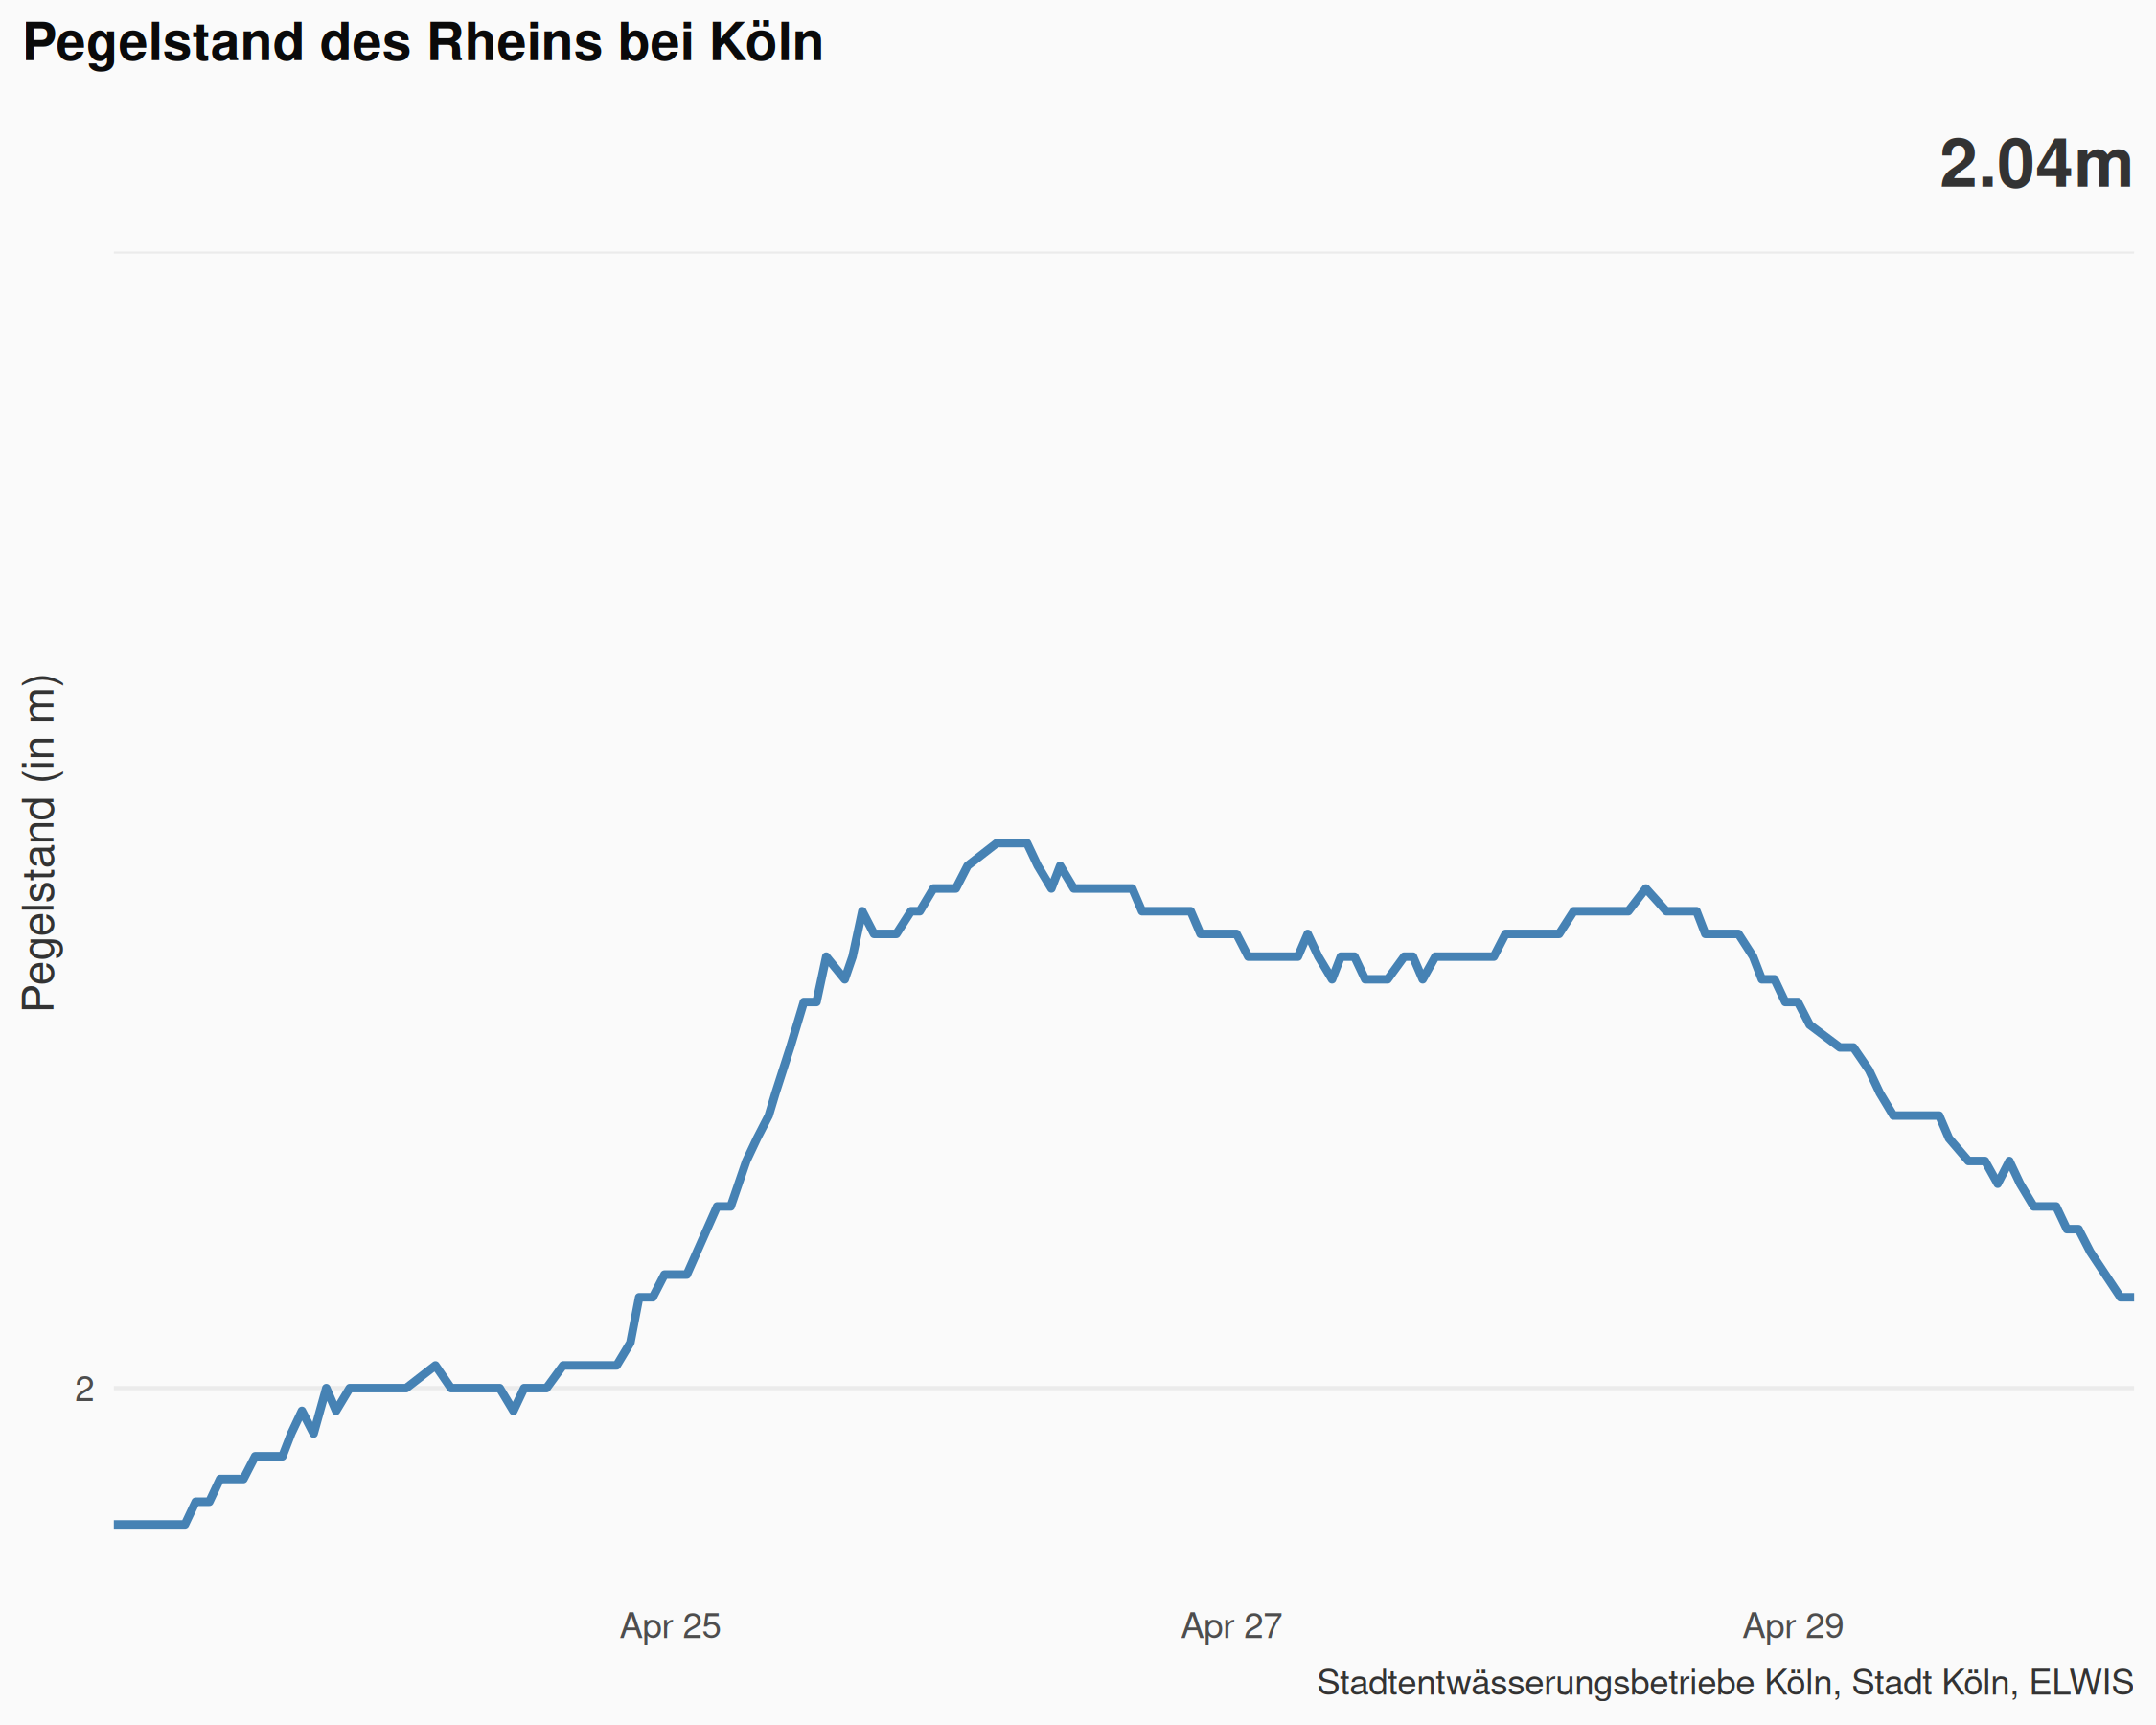 Pegelstand des Rheins bei Köln
2.04m
Pegelstand (in m)
2
Apr 25
Apr 27
Apr 29
Stadtentwässerungsbetriebe Köln, Stadt Köln, ELWIS